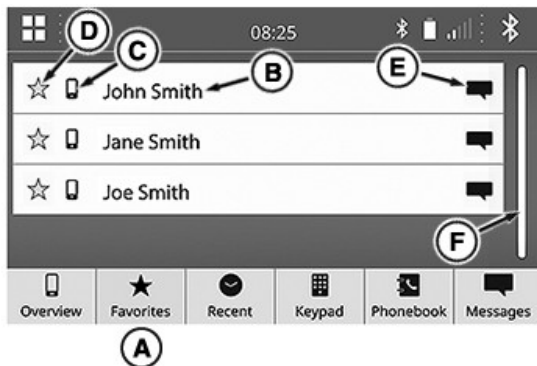 08:25
D
C
B
E
John Smith
Jane Smith
Joe Smith
F
Overview Favorites Recent Keypad Phonebook Messages
A